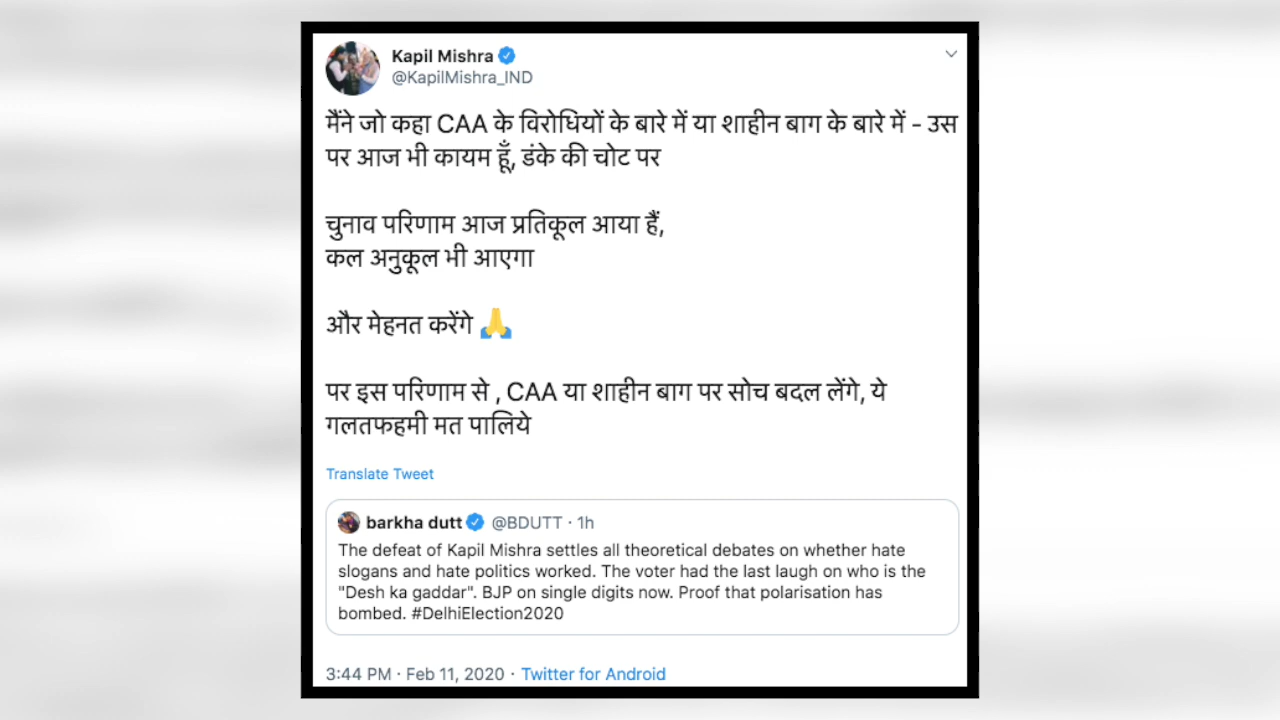 Kapil Mishra
@KapilMishra_IND
मैंने जो कहा CAA के विरोधियों के बारे में या शाहीन बाग के बारे में - उस
पर आज भी कायम हूँ, डंके की चोट पर
चुनाव परिणाम आज प्रतिकूल आया हैं,
कल अनुकूल भी आएगा
और मेहनत करेंगे 🙏
पर इस परिणाम से , CAA या शाहीन बाग पर सोच बदल लेंगे, ये
गलतफहमी मत पालिये
Translate Tweet
barkha dutt @BDUTT · 1h
The defeat of Kapil Mishra settles all theoretical debates on whether hate
slogans and hate politics worked. The voter had the last laugh on who is the
"Desh ka gaddar". BJP on single digits now. Proof that polarisation has
bombed. #DelhiElection2020
3:44 PM · Feb 11, 2020 · Twitter for Android